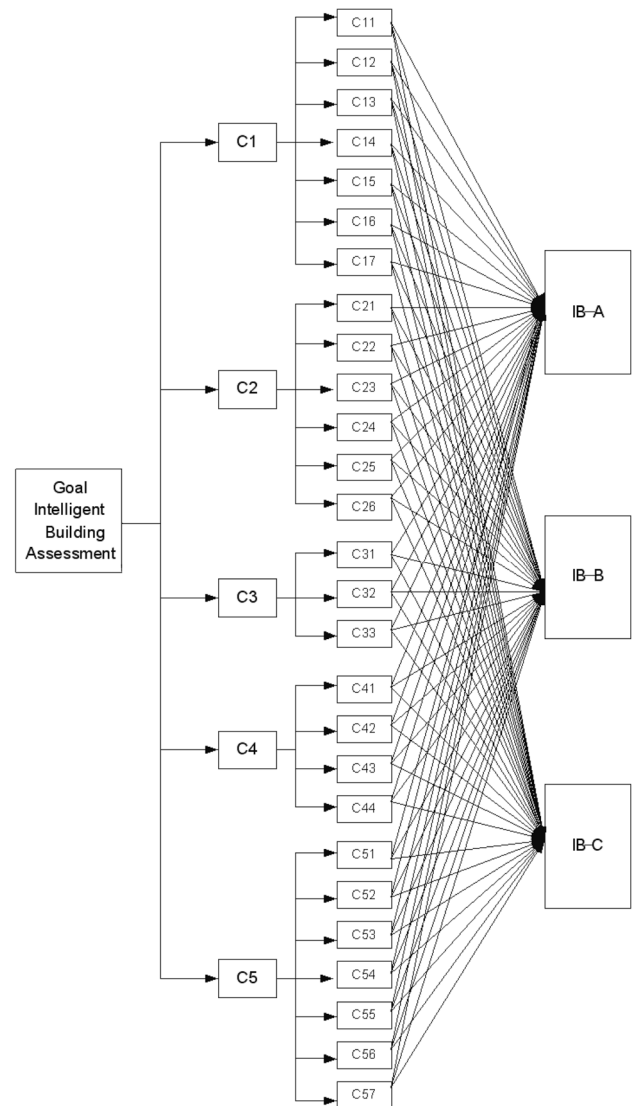 Goal
Intelligent
Building
Assessment
C1
C2
C3
C4
C5
C11
C12
C13
C14
C15
C16
C17
C21
C22
C23
C24
C25
C26
C31
C32
C33
C41
C42
C43
C44
C51
C52
C53
C54
C55
C56
C57
IB-A
IB-B
IB-C